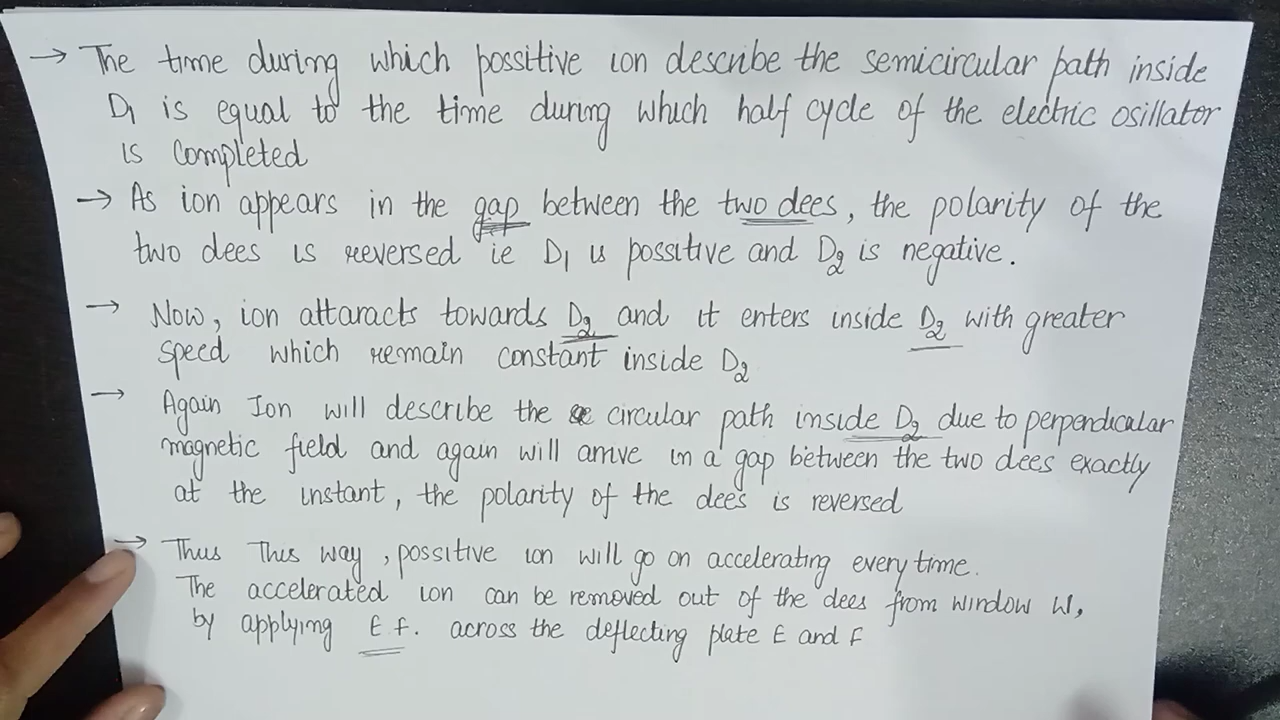 → The time during which possitive ion describe the semicircular path inside
D1 is equal to the time during which half cycle of the electric osillator
is completed
→ As ion appears in the gap between the two dees, the polarity of the
two dees is reversed ie D1 is possitive and D2 is negative.
→ Now, ion attaracts towards D2 and it enters inside D2 with greater
speed which remain constant inside D2
→ Again Ion will describe the circular path inside D2 due to perpendicular
magnetic field and again will arrive in a gap between the two dees exactly
at the instant, the polarity of the dees is reversed
→ Thus This way, possitive ion will go on accelerating every time.
The accelerated ion can be removed out of the dees from window W,
by applying E f. across the deflecting plate E and F